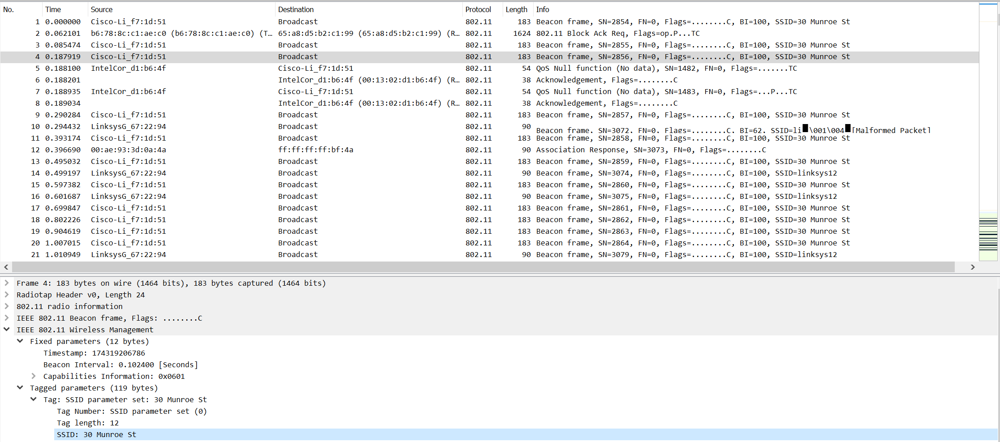 No. Time Source Destination Protocol Length Info
1 0.000000 Cisco-Li_f7:1d:51 Broadcast 802.11 183 Beacon frame, SN=2854, FN=0, Flags=........C, BI=100, SSID=30 Munroe St
2 0.062101 b6:78:8c:c1:ae:c0 (b6:78:8c:c1:ae:c0) (T… 65:a8:d5:b2:c1:99 (65:a8:d5:b2:c1:99) (R… 802.11 1624 802.11 Block Ack Req, Flags=op.P...TC
3 0.085474 Cisco-Li_f7:1d:51 Broadcast 802.11 183 Beacon frame, SN=2855, FN=0, Flags=........C, BI=100, SSID=30 Munroe St
4 0.187919 Cisco-Li_f7:1d:51 Broadcast 802.11 183 Beacon frame, SN=2856, FN=0, Flags=........C, BI=100, SSID=30 Munroe St
5 0.188100 IntelCor_d1:b6:4f Cisco-Li_f7:1d:51 802.11 54 QoS Null function (No data), SN=1482, FN=0, Flags=.......TC
6 0.188201 IntelCor_d1:b6:4f (00:13:02:d1:b6:4f) (R… 802.11 38 Acknowledgement, Flags=........C
7 0.188935 IntelCor_d1:b6:4f Cisco-Li_f7:1d:51 802.11 54 QoS Null function (No data), SN=1483, FN=0, Flags=...P...TC
8 0.189034 IntelCor_d1:b6:4f (00:13:02:d1:b6:4f) (R… 802.11 38 Acknowledgement, Flags=........C
9 0.290284 Cisco-Li_f7:1d:51 Broadcast 802.11 183 Beacon frame, SN=2857, FN=0, Flags=........C, BI=100, SSID=30 Munroe St
10 0.294432 LinksysG_67:22:94 Broadcast 802.11 90 Beacon frame, SN=3072, FN=0, Flags=........C, BI=62, SSID=li█\001\004█[Malformed Packet]
11 0.393174 Cisco-Li_f7:1d:51 Broadcast 802.11 183 Beacon frame, SN=2858, FN=0, Flags=........C, BI=100, SSID=30 Munroe St
12 0.396690 00:ae:93:3d:0a:4a ff:ff:ff:ff:bf:4a 802.11 90 Association Response, SN=3073, FN=0, Flags=........C
13 0.495032 Cisco-Li_f7:1d:51 Broadcast 802.11 183 Beacon frame, SN=2859, FN=0, Flags=........C, BI=100, SSID=30 Munroe St
14 0.499197 LinksysG_67:22:94 Broadcast 802.11 90 Beacon frame, SN=3074, FN=0, Flags=........C, BI=100, SSID=linksys12
15 0.597382 Cisco-Li_f7:1d:51 Broadcast 802.11 183 Beacon frame, SN=2860, FN=0, Flags=........C, BI=100, SSID=30 Munroe St
16 0.601687 LinksysG_67:22:94 Broadcast 802.11 90 Beacon frame, SN=3075, FN=0, Flags=........C, BI=100, SSID=linksys12
17 0.699847 Cisco-Li_f7:1d:51 Broadcast 802.11 183 Beacon frame, SN=2861, FN=0, Flags=........C, BI=100, SSID=30 Munroe St
18 0.802226 Cisco-Li_f7:1d:51 Broadcast 802.11 183 Beacon frame, SN=2862, FN=0, Flags=........C, BI=100, SSID=30 Munroe St
19 0.904619 Cisco-Li_f7:1d:51 Broadcast 802.11 183 Beacon frame, SN=2863, FN=0, Flags=........C, BI=100, SSID=30 Munroe St
20 1.007015 Cisco-Li_f7:1d:51 Broadcast 802.11 183 Beacon frame, SN=2864, FN=0, Flags=........C, BI=100, SSID=30 Munroe St
21 1.010949 LinksysG_67:22:94 Broadcast 802.11 90 Beacon frame, SN=3079, FN=0, Flags=........C, BI=100, SSID=linksys12
Frame 4: 183 bytes on wire (1464 bits), 183 bytes captured (1464 bits)
Radiotap Header v0, Length 24
802.11 radio information
IEEE 802.11 Beacon frame, Flags: ........C
IEEE 802.11 Wireless Management
Fixed parameters (12 bytes)
Timestamp: 174319206786
Beacon Interval: 0.102400 [Seconds]
Capabilities Information: 0x0601
Tagged parameters (119 bytes)
Tag: SSID parameter set: 30 Munroe St
Tag Number: SSID parameter set (0)
Tag length: 12
SSID: 30 Munroe St